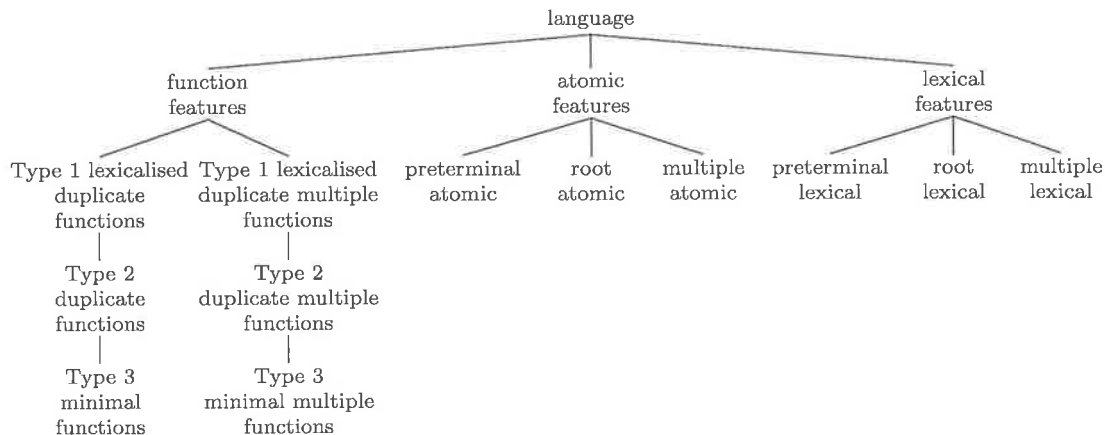 language
function
features
atomic
features
lexical
features
Type 1 lexicalised
duplicate
functions
Type 1 lexicalised
duplicate multiple
functions
preterminal
atomic
root
atomic
multiple
atomic
preterminal
lexical
root
lexical
multiple
lexical
Type 2
duplicate
functions
Type 2
duplicate multiple
functions
Type 3
minimal
functions
Type 3
minimal multiple
functions